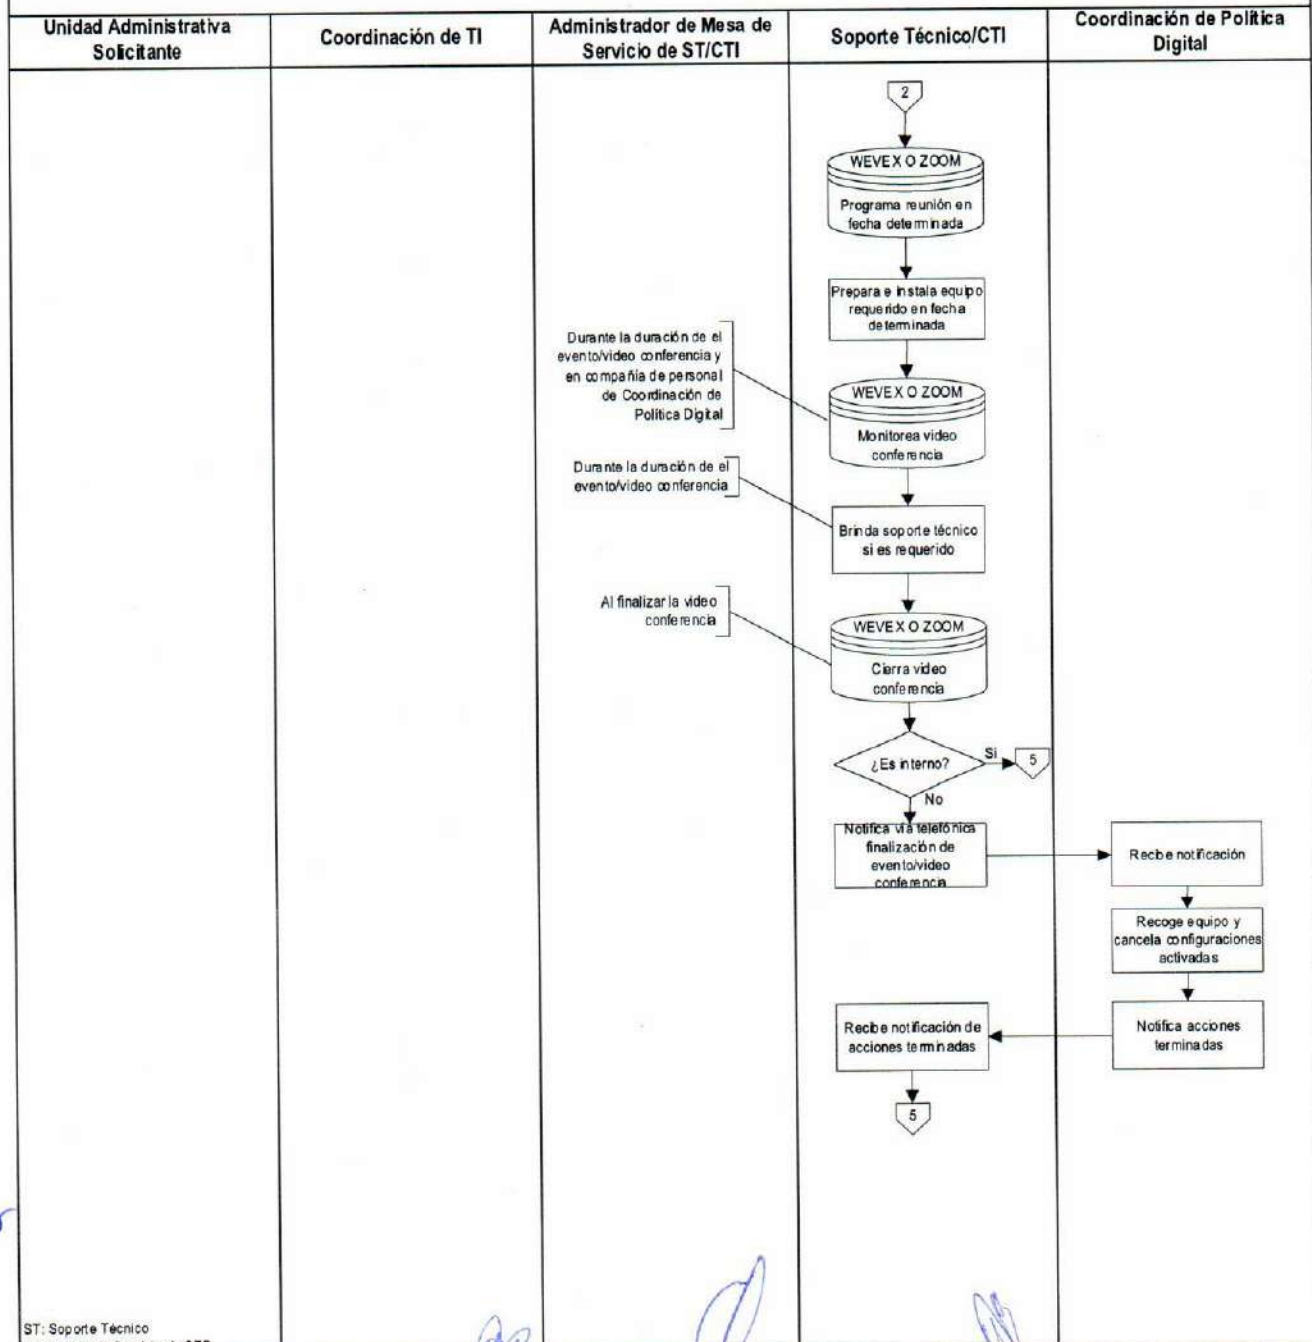 Unidad Administrativa
Solicitante
Coordinación de TI
Administrador de Mesa de
Servicio de ST/CTI
Soporte Técnico/CTI
Coordinación de Política
Digital
2
WEVEX O ZOOM
Programa reunión en
fecha determinada
Prepara e instala equipo
requerido en fecha
determinada
Durante la duración de el
evento/video conferencia y
en compañía de personal
de Coordinación de
Política Digital
WEVEX O ZOOM
Monitorea video
conferencia
Durante la duración de el
evento/video conferencia
Brinda soporte técnico
si es requerido
Al finalizar la video
conferencia
WEVEX O ZOOM
Cierra video
conferencia
¿Es interno?
Si
5
No
Notifica vía telefónica
finalización de
evento/video
conferencia
Recibe notificación
Recoge equipo y
cancela configuraciones
activadas
Notifica acciones
terminadas
Recibe notificación de
acciones terminadas
5
ST: Soporte Técnico